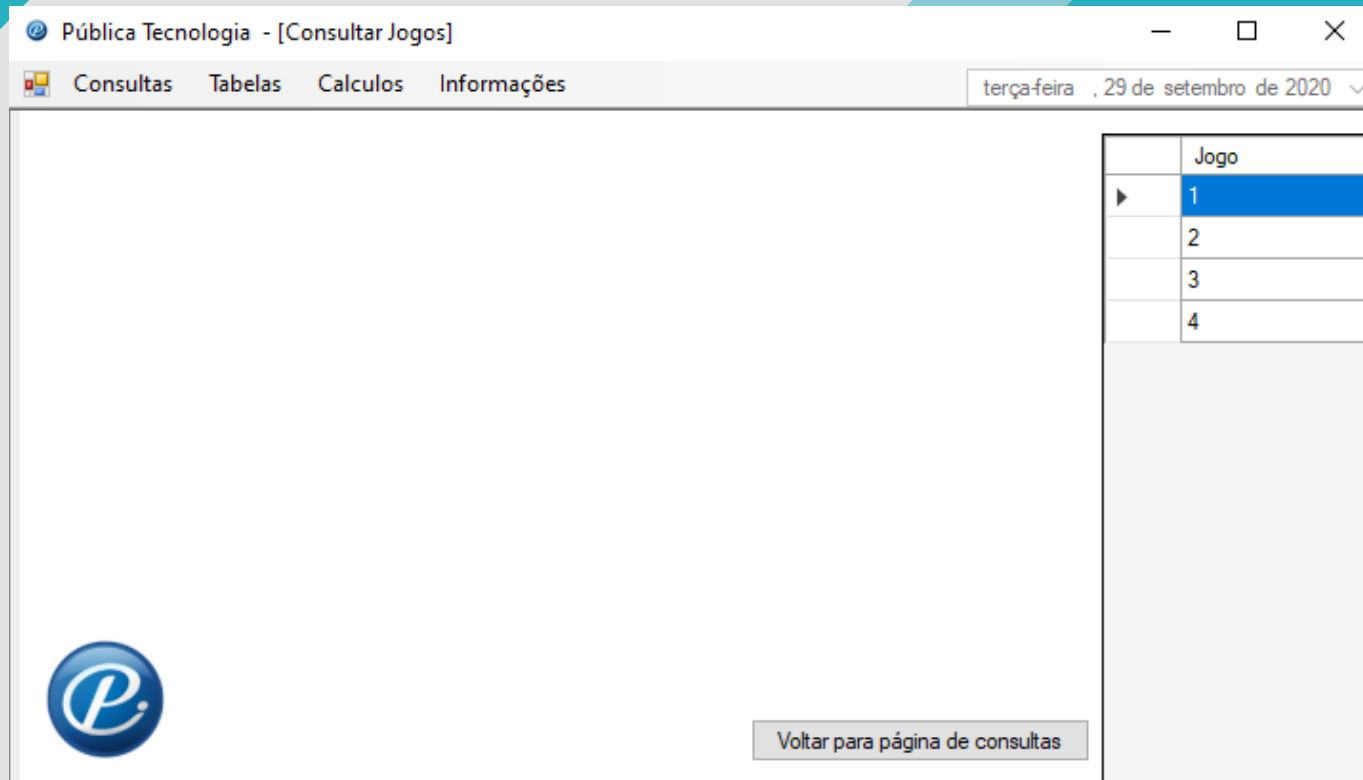 Pública Tecnologia - [Consultar Jogos]
Consultas Tabelas Calculos Informações
terça-feira , 29 de setembro de 2020
Jogo
1
2
3
4
Voltar para página de consultas